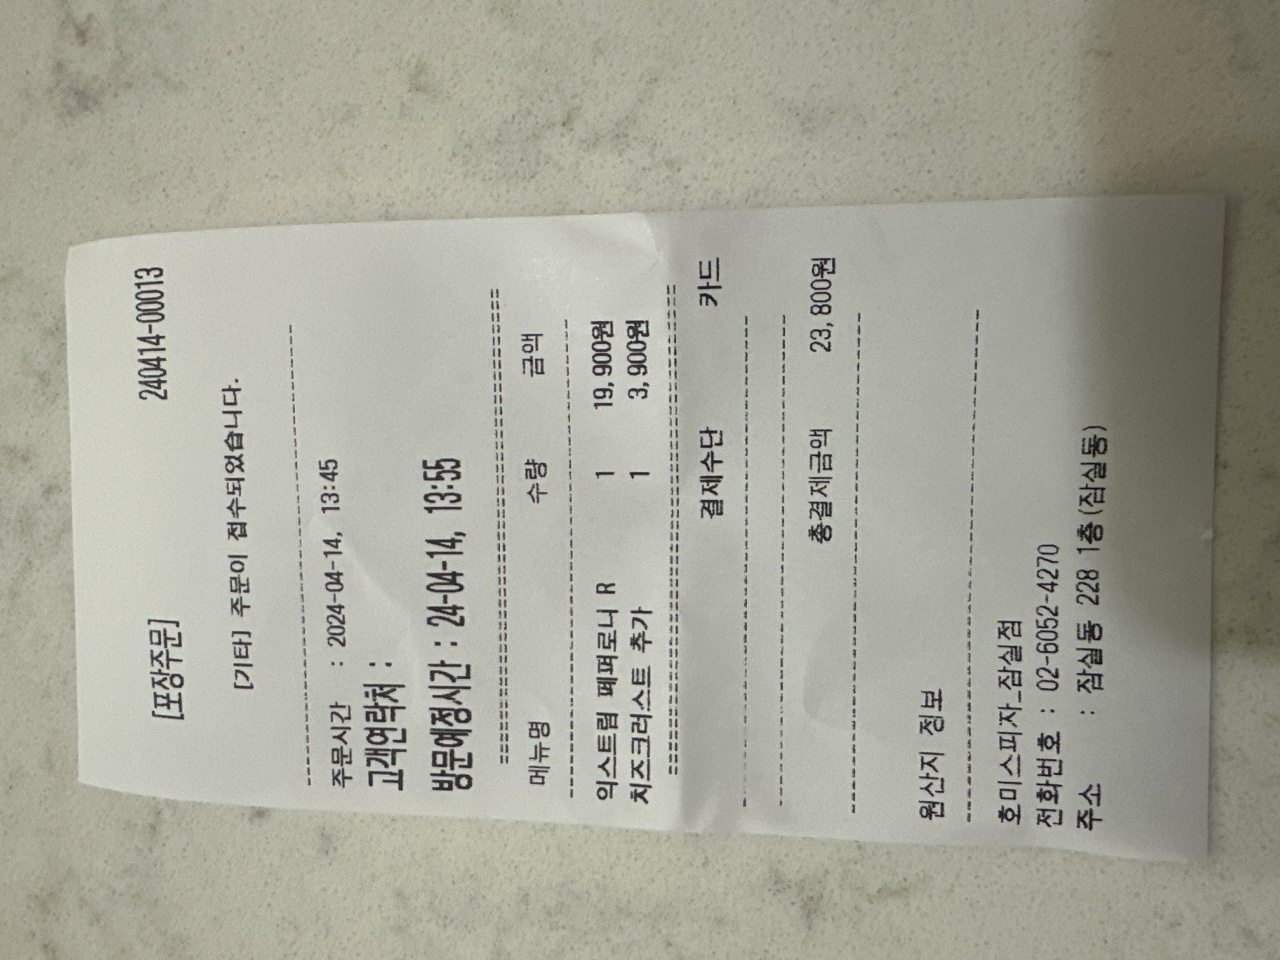 [포장주문] 240414-00013
[기타] 주문이 접수되었습니다.
주문시간 : 2024-04-14, 13:45
고객연락처 :
방문예정시간 : 24-04-14, 13:55
메뉴명 수량 금액
익스트림 페퍼로니 R 1 19,900원
치즈크러스트 추가 1 3,900원
결제수단 카드
총결제금액 23,800원
원산지 정보
호미스피자_잠실점
전화번호 : 02-6052-4270
주소 : 잠실동 228 1층(잠실동)